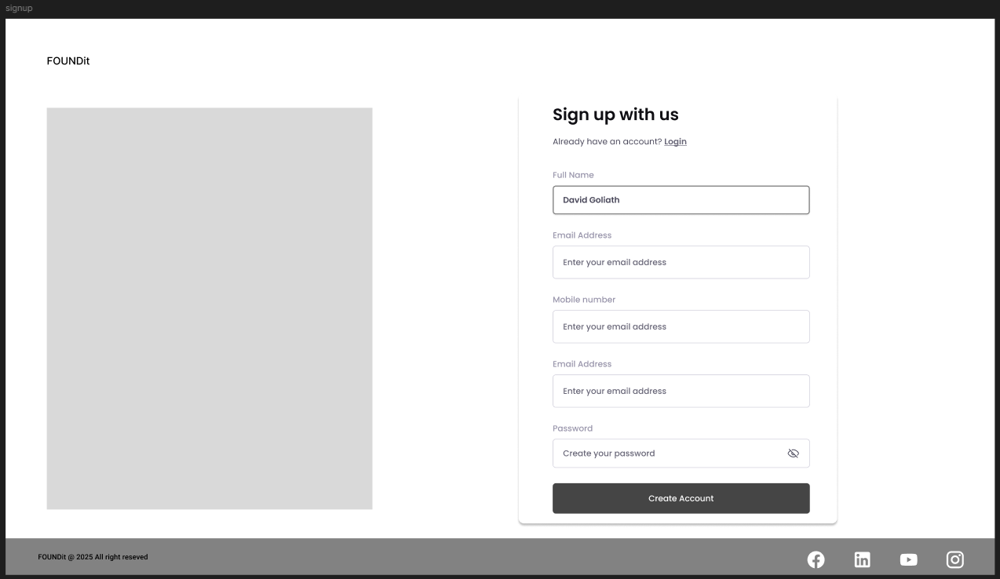 signup
FOUNDit
Sign up with us
Already have an account? Login
Full Name
David Goliath
Email Address
Enter your email address
Mobile number
Enter your email address
Email Address
Enter your email address
Password
Create your password
Create Account
FOUNDit @ 2025 All right reseved